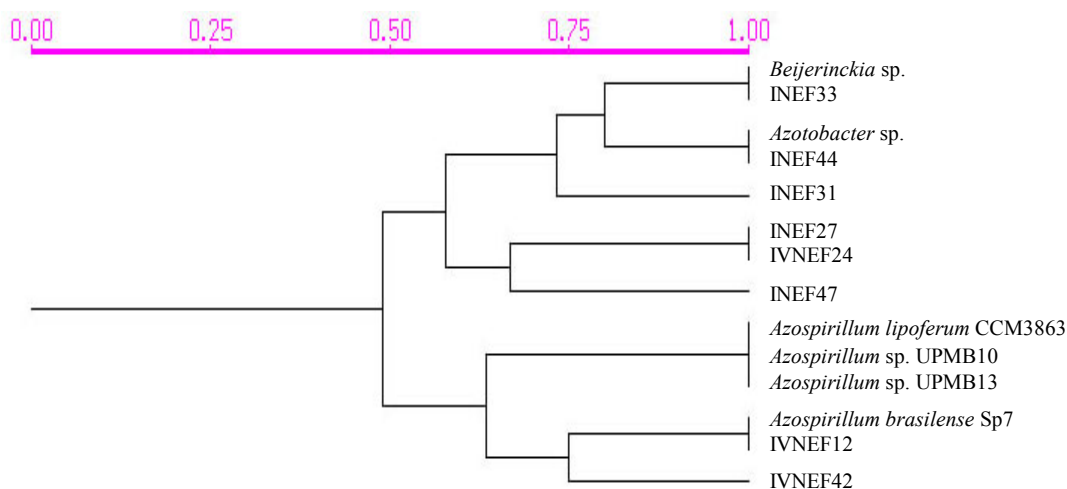 0.00 0.25 0.50 0.75 1.00
Beijerinckia sp.
INEF33
Azotobacter sp.
INEF44
INEF31
INEF27
IVNEF24
INEF47
Azospirillum lipoferum CCM3863
Azospirillum sp. UPMB10
Azospirillum sp. UPMB13
Azospirillum brasilense Sp7
IVNEF12
IVNEF42